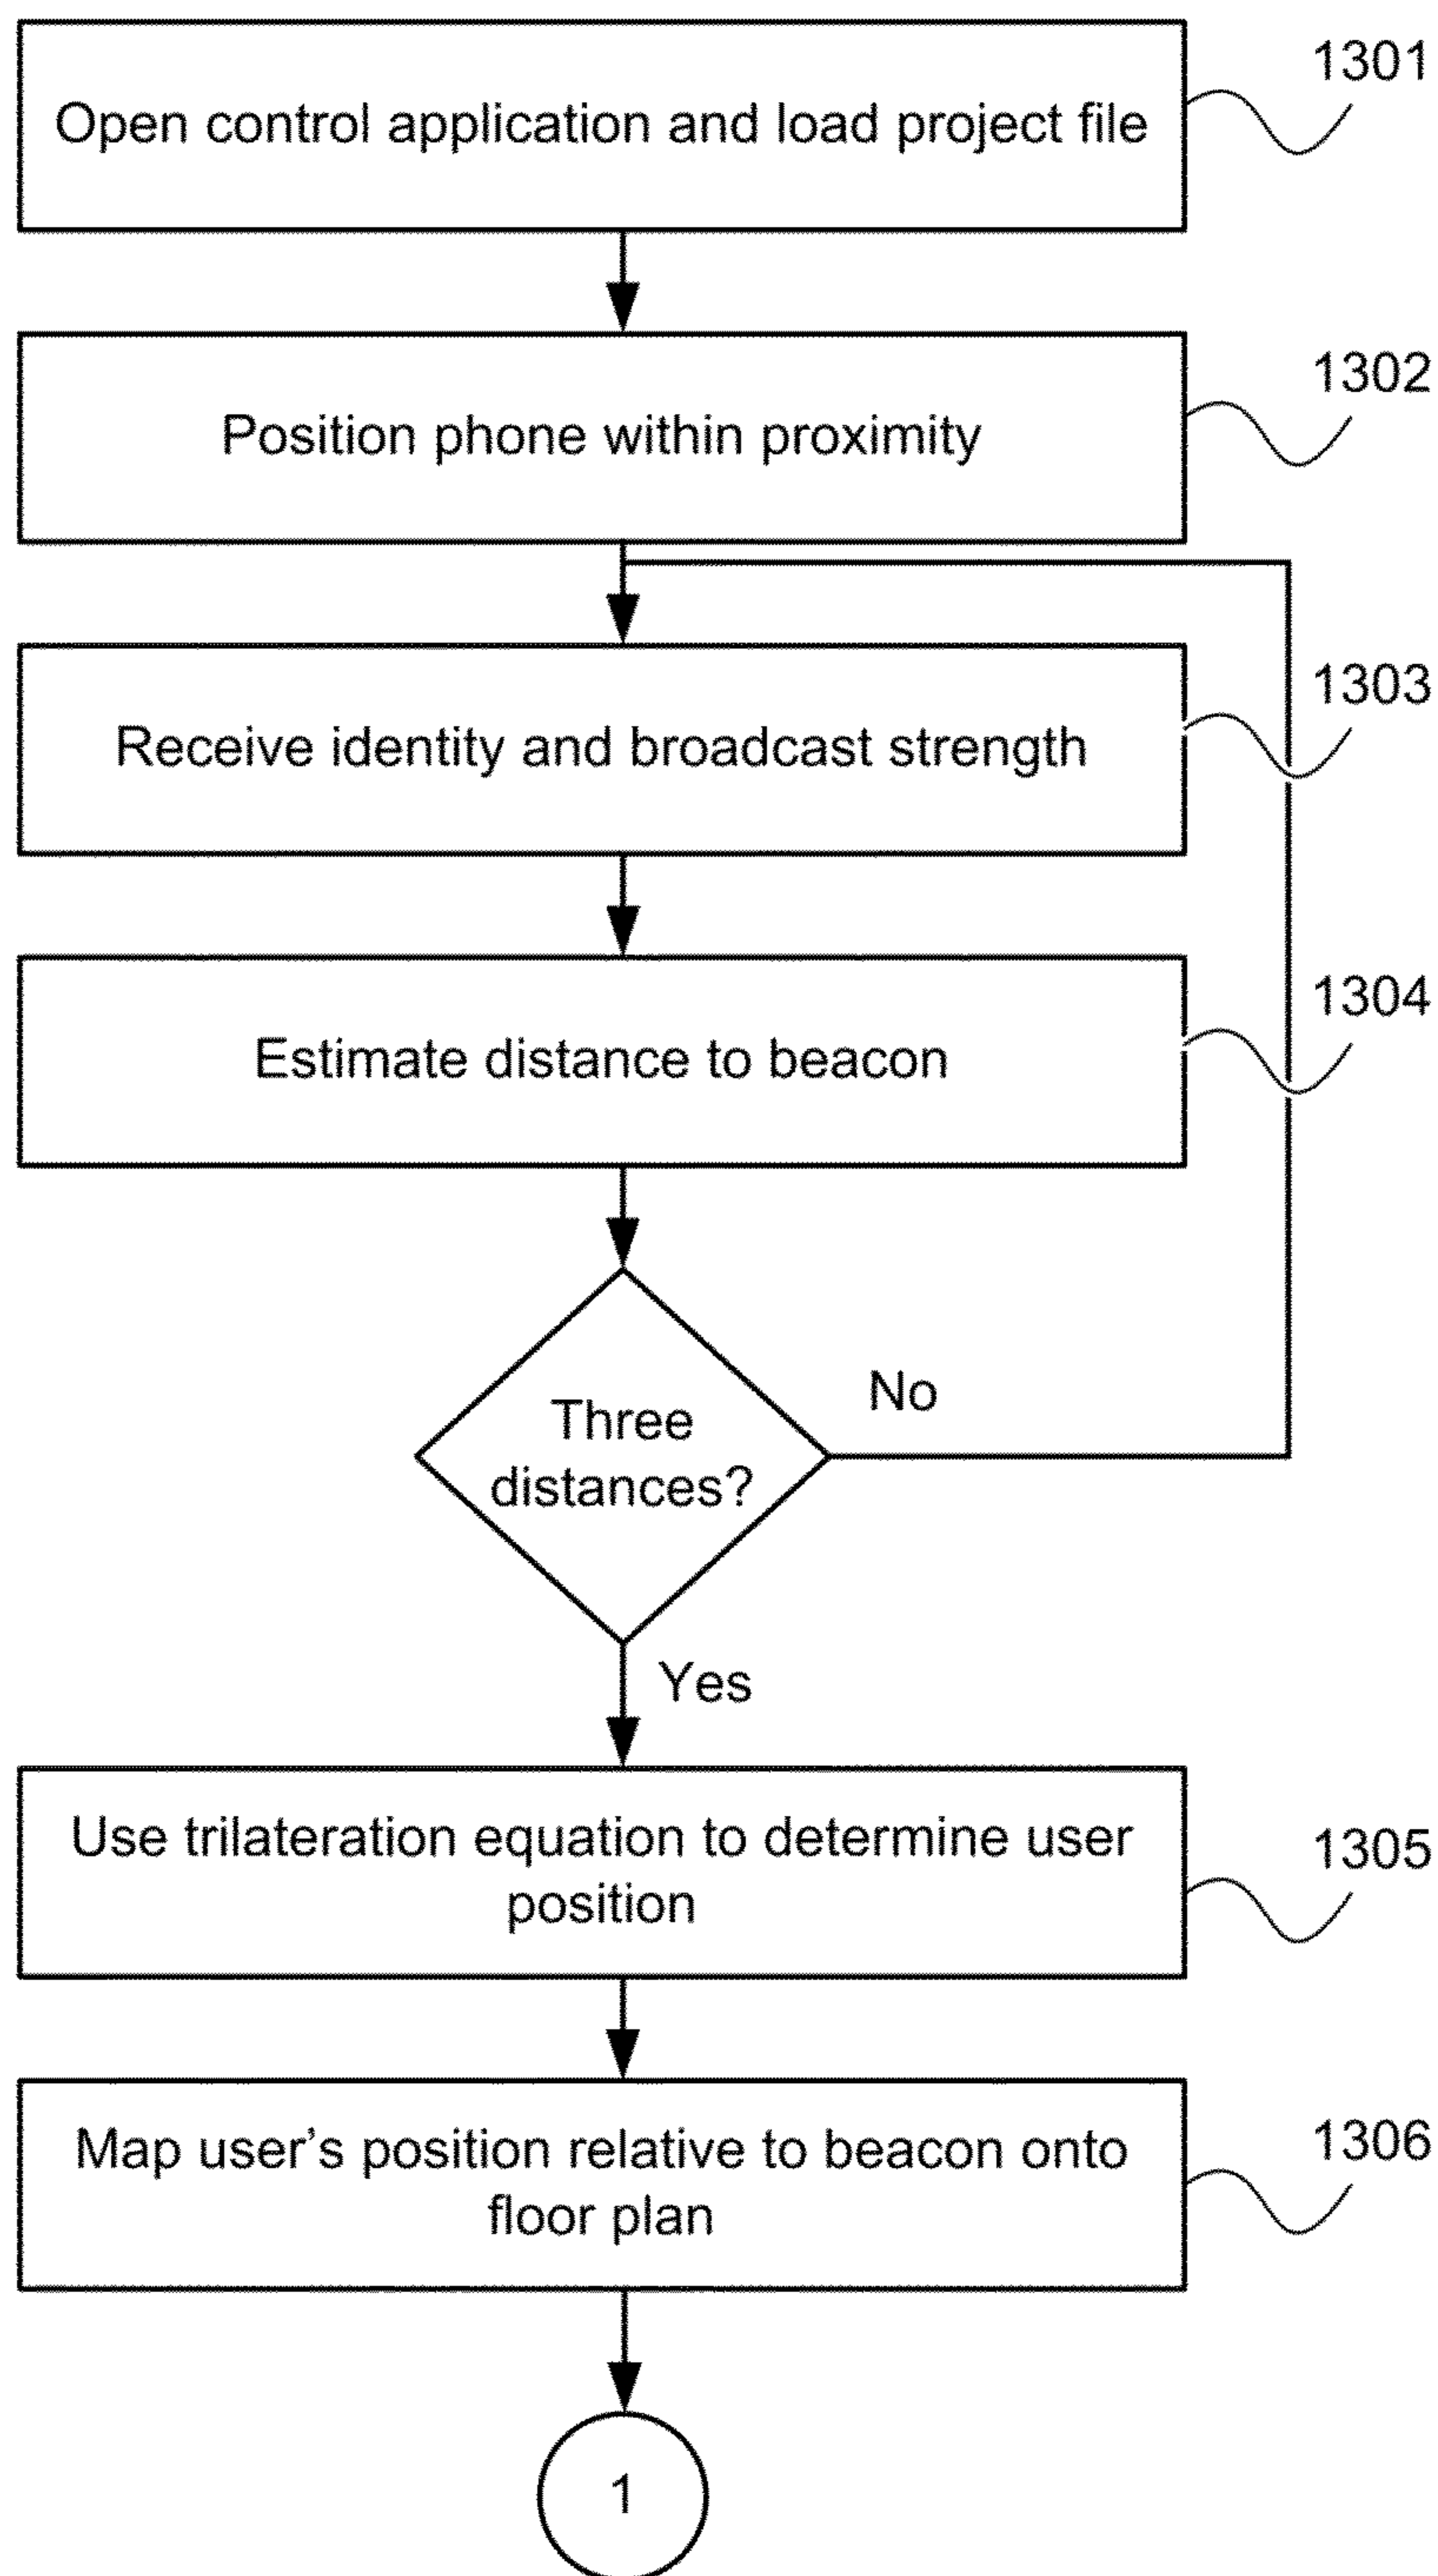 Open control application and load project file
1301
Position phone within proximity
1302
Receive identity and broadcast strength
1303
Estimate distance to beacon
1304
Three
distances?
No
Yes
Use trilateration equation to determine user
position
1305
Map user’s position relative to beacon onto
floor plan
1306
1